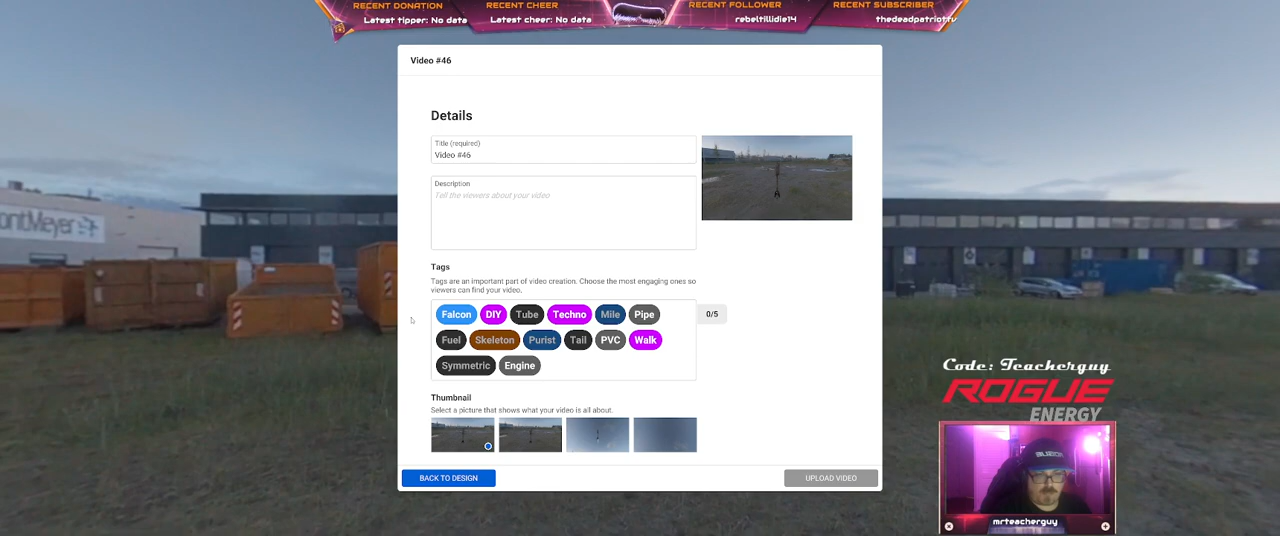 RECENT DONATION
RECENT CHEER
RECENT FOLLOWER
RECENT SUBSCRIBER
Latest tipper: No data
Latest cheer: No data
rebeltillidie14
thedeadpatriottv
Video #46
Details
Title (required)
Video #46
Description
Tell the viewers about your video
ontMeyer
Tags
Tags are an important part of video creation. Choose the most engaging ones so
viewers can find your video.
Falcon DIY Tube Techno Mile Pipe
0/5
Fuel Skeleton Purist Tail PVC Walk
Symmetric Engine
Thumbnail
Select a picture that shows what your video is all about.
BACK TO DESIGN
UPLOAD VIDEO
Code: Teacherguy
ROGUE
ENERGY
mrteacherguy